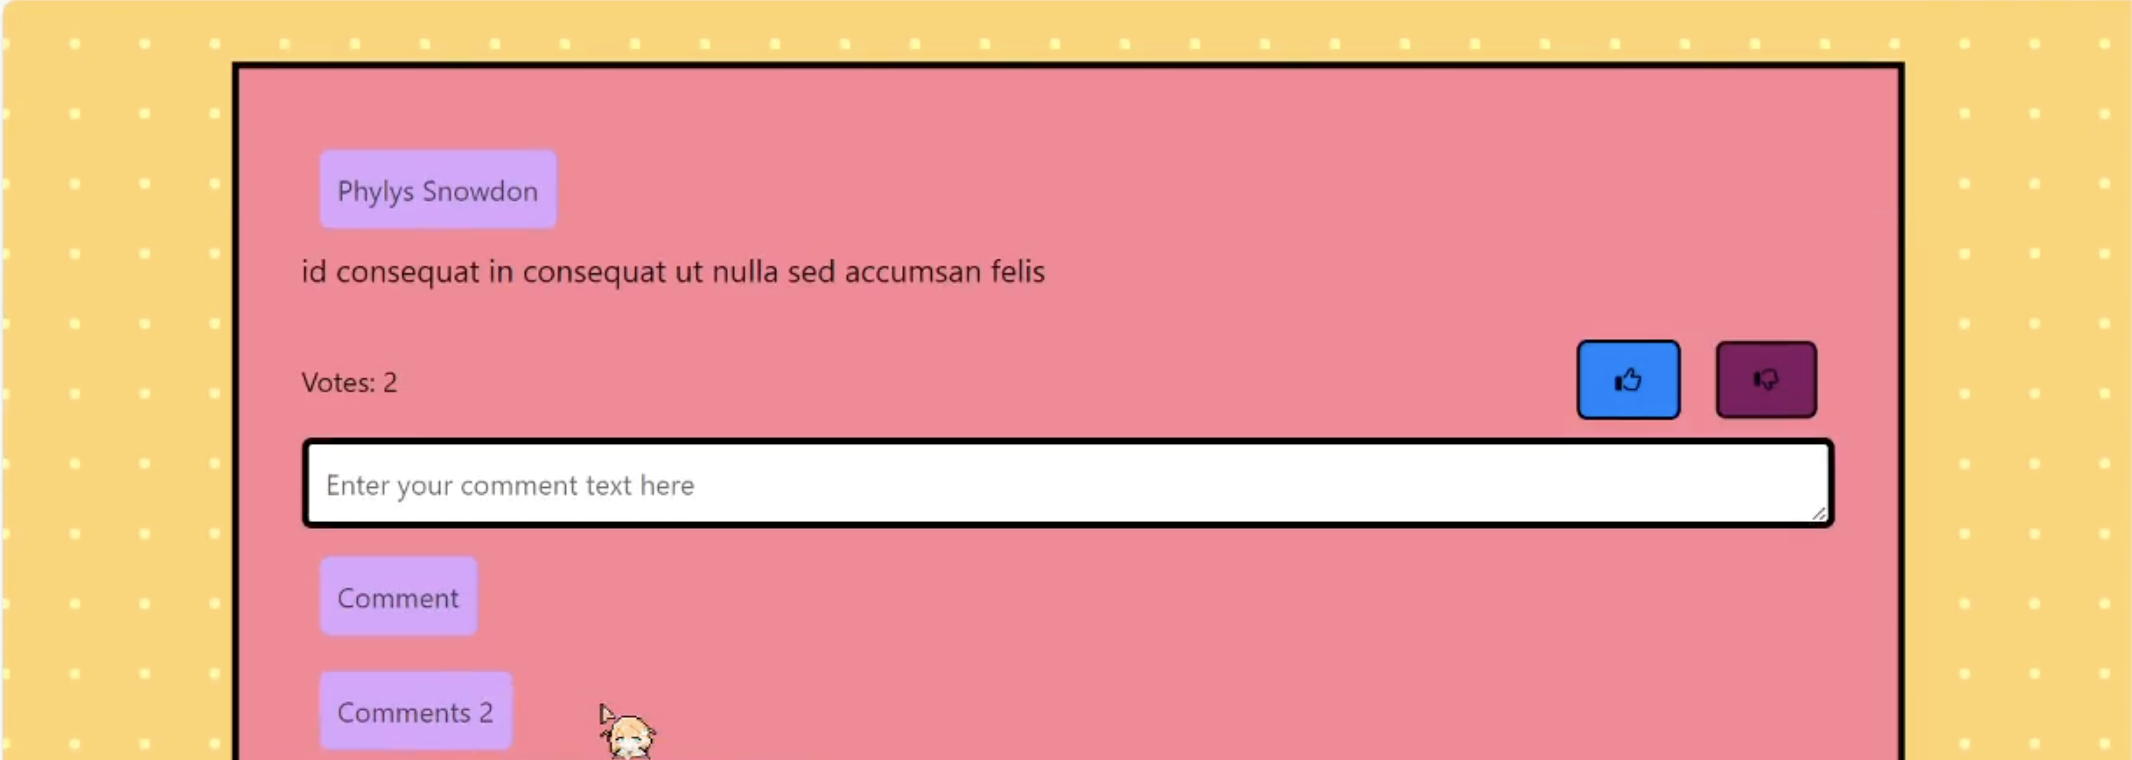 Phylys Snowdon
id consequat in consequat ut nulla sed accumsan felis
Votes: 2
Enter your comment text here
Comment
Comments 2